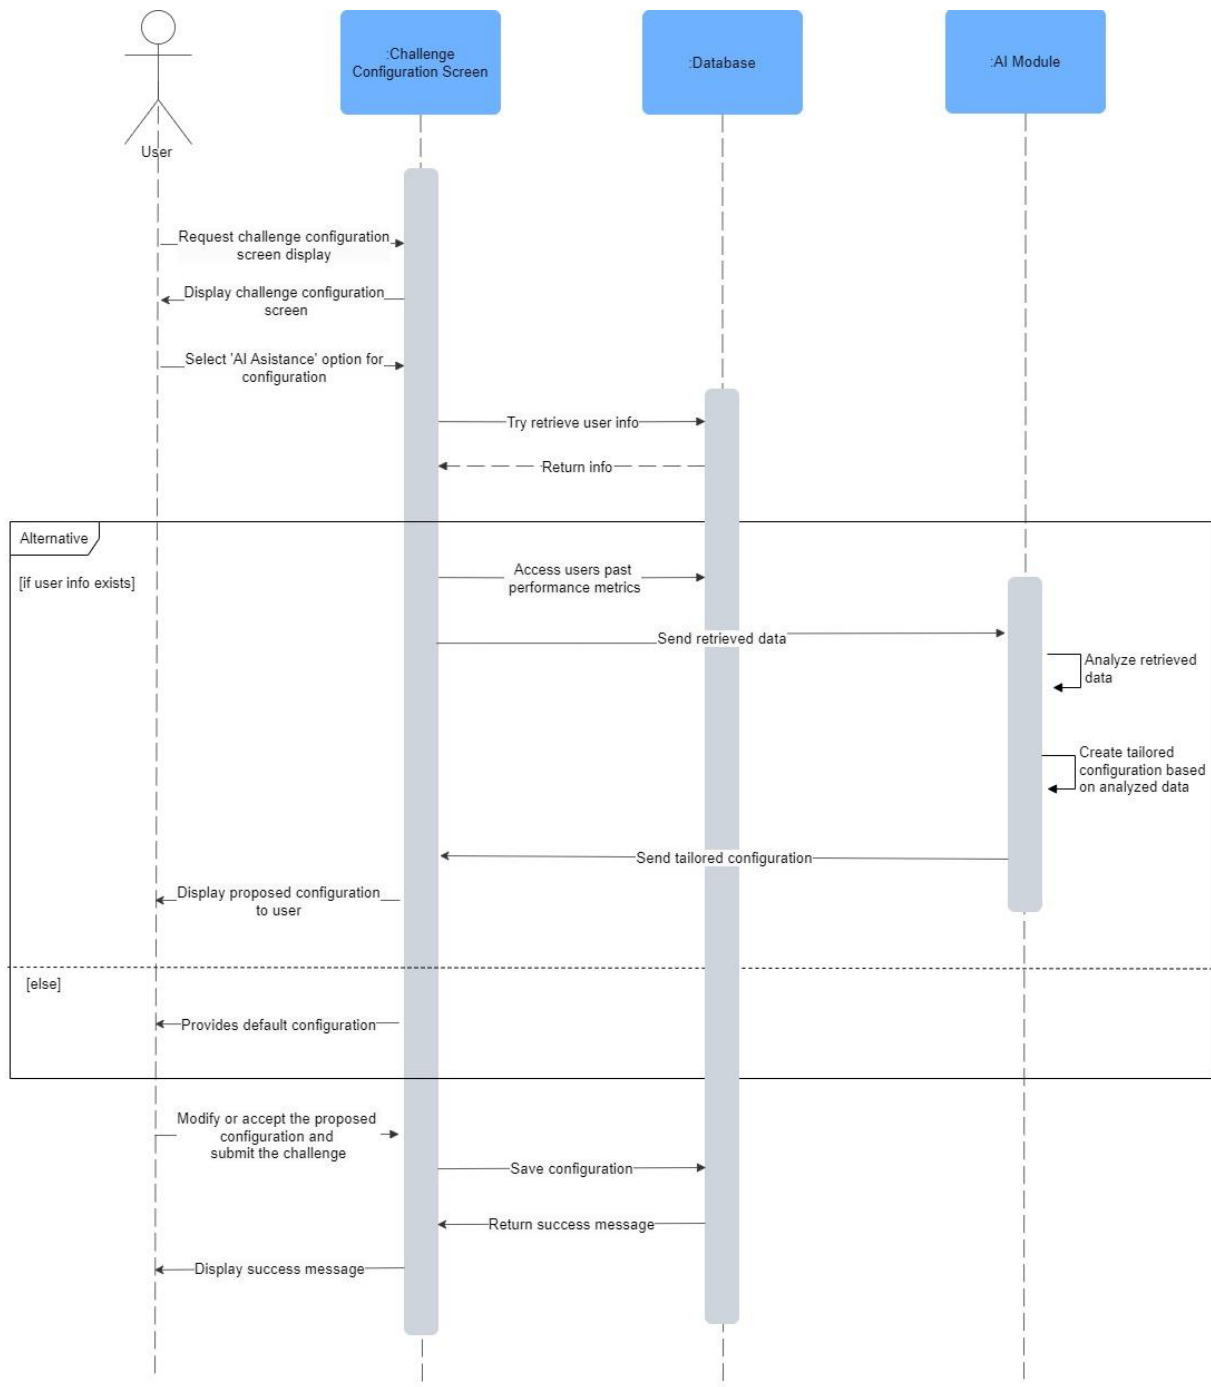 :Challenge
Configuration Screen
:Database
:AI Module
User
Request challenge configuration
screen display
Display challenge configuration
screen
Select 'AI Asistance' option for
configuration
Try retrieve user info
Return info
Alternative
[if user info exists]
Access users past
performance metrics
Send retrieved data
Analyze retrieved
data
Create tailored
configuration based
on analyzed data
Send tailored configuration
Display proposed configuration
to user
[else]
Provides default configuration
Modify or accept the proposed
configuration and
submit the challenge
Save configuration
Return success message
Display success message